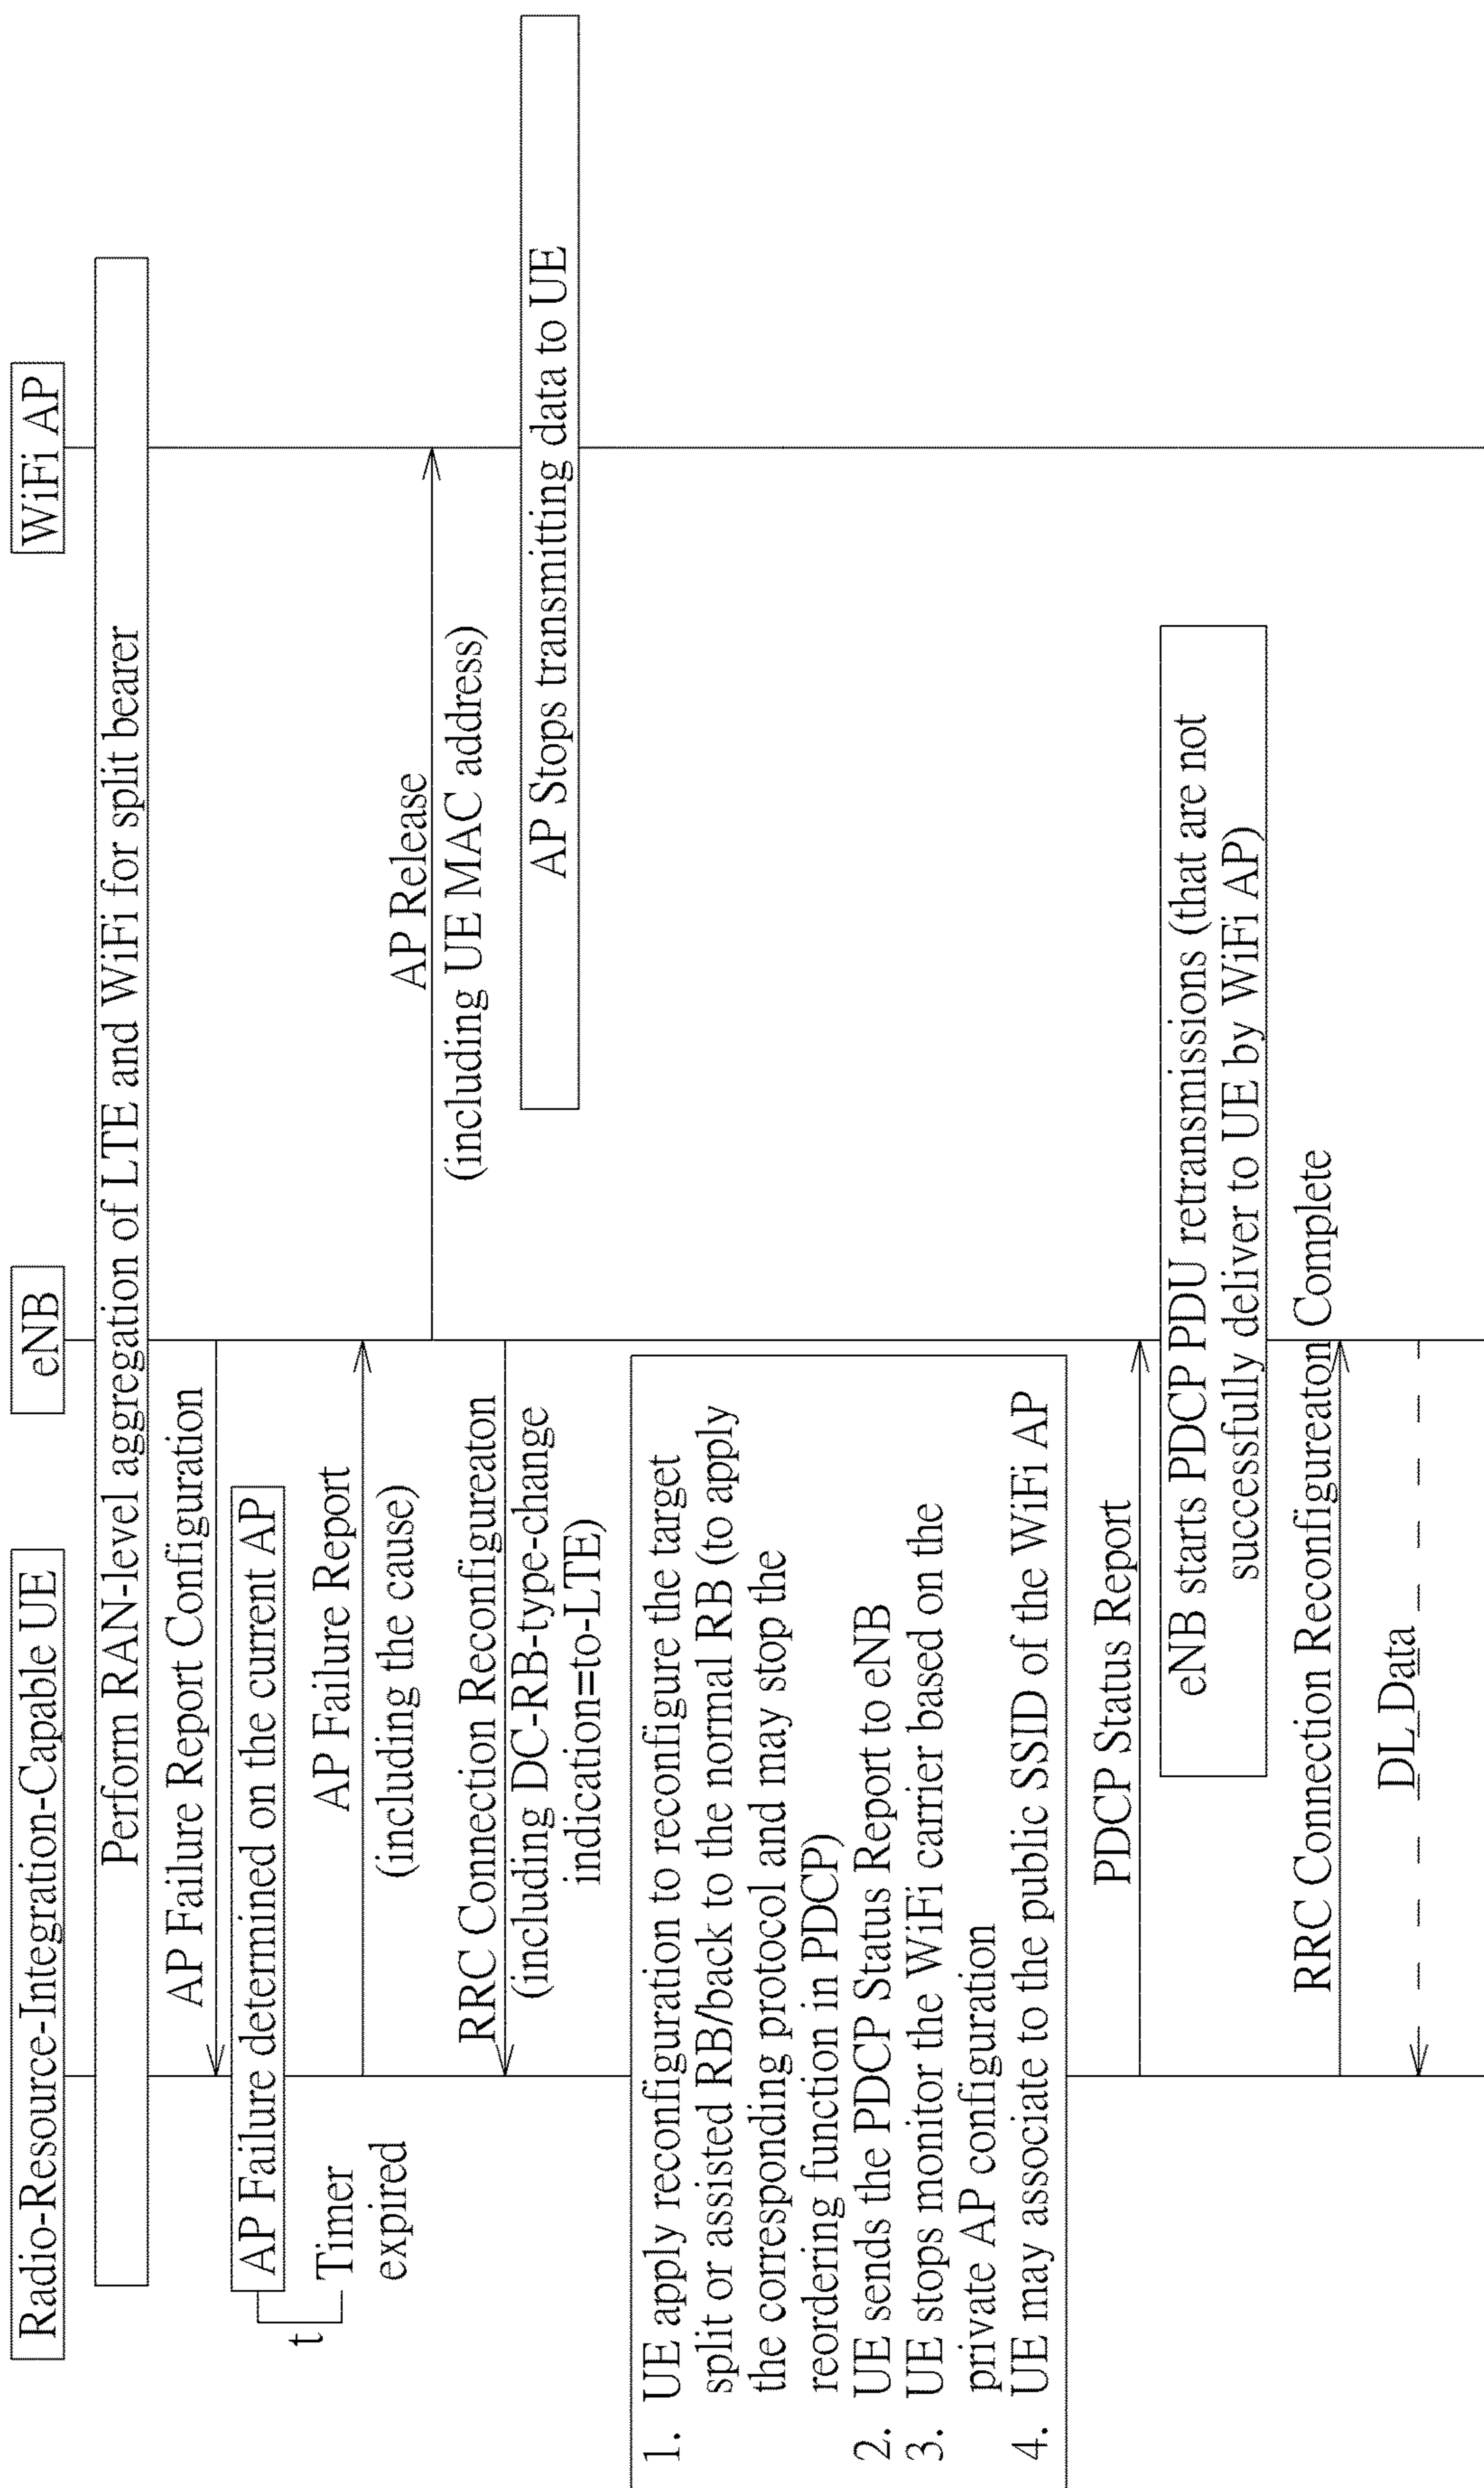 Radio-Resource-Integration-Capable UE
eNB
WiFi AP
Perform RAN-level aggregation of LTE and WiFi for split bearer
AP Failure Report Configuration
AP Failure determined on the current AP
t
Timer
expired
AP Failure Report
(including the cause)
AP Release
(including UE MAC address)
RRC Connection Reconfigureaton
(including DC-RB-type-change
indication=to-LTE)
AP Stops transmitting data to UE
1. UE apply reconfiguration to reconfigure the target
split or assisted RB/back to the normal RB (to apply
the corresponding protocol and may stop the
reordering function in PDCP)
2. UE sends the PDCP Status Report to eNB
3. UE stops monitor the WiFi carrier based on the
private AP configuration
4. UE may associate to the public SSID of the WiFi AP
PDCP Status Report
eNB starts PDCP PDU retransmissions (that are not
successfully deliver to UE by WiFi AP)
RRC Connection Reconfigureaton Complete
DL Data